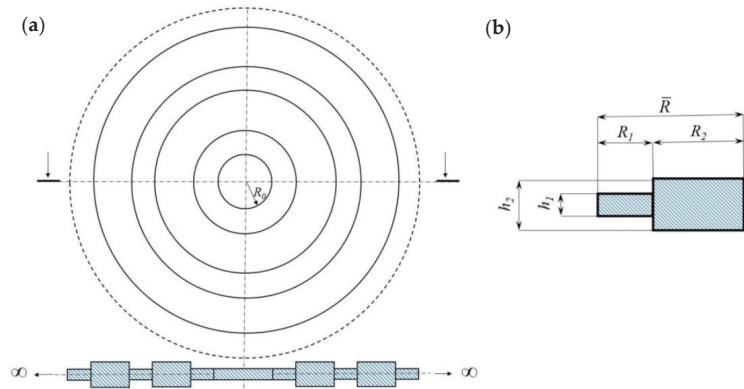 (a)
R₀
∞ ∞
(b)
R̅
R₁ R₂
h₂ h₁